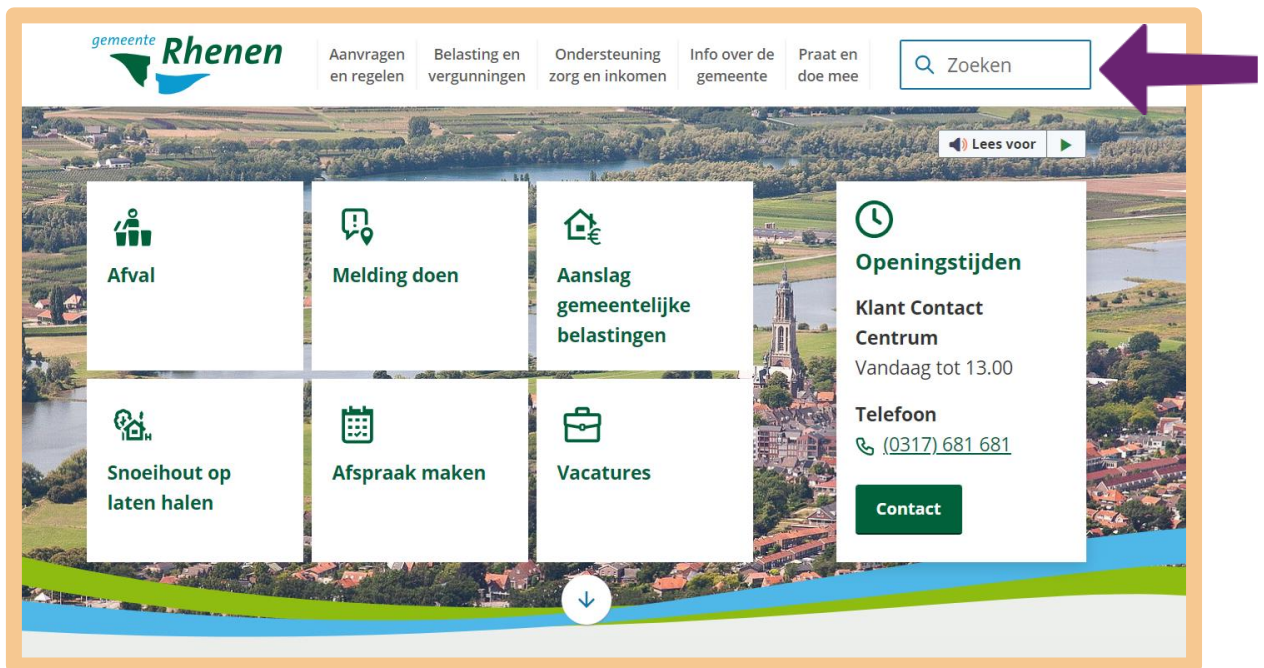 gemeente
Rhenen
Aanvragen
en regelen
Belasting en
vergunningen
Ondersteuning
zorg en inkomen
Info over de
gemeente
Praat en
doe mee
Zoeken
Lees voor
Afval
Melding doen
Aanslag
gemeentelijke
belastingen
Snoeihout op
laten halen
Afspraak maken
Vacatures
Openingstijden
Klant Contact
Centrum
Vandaag tot 13.00
Telefoon
(0317) 681 681
Contact